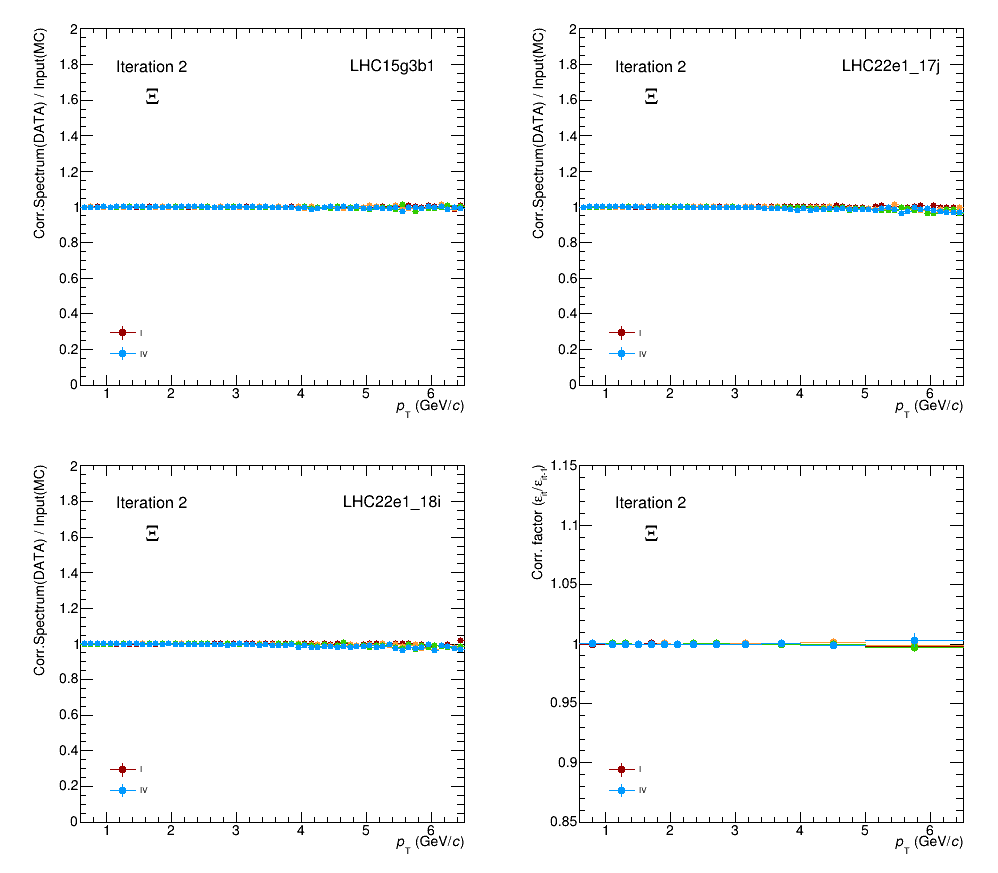 Corr.Spectrum(DATA) / Input(MC)
2
1.8
1.6
1.4
1.2
1
0.8
0.6
0.4
0.2
0
Iteration 2
LHC15g3b1
Ξ
I
IV
1 2 3 4 5 6
p_T (GeV/c)
Corr.Spectrum(DATA) / Input(MC)
2
1.8
1.6
1.4
1.2
1
0.8
0.6
0.4
0.2
0
Iteration 2
LHC22e1_17j
Ξ
I
IV
1 2 3 4 5 6
p_T (GeV/c)
Corr.Spectrum(DATA) / Input(MC)
2
1.8
1.6
1.4
1.2
1
0.8
0.6
0.4
0.2
0
Iteration 2
LHC22e1_18i
Ξ
I
IV
1 2 3 4 5 6
p_T (GeV/c)
Corr. factor (ε_it/ε_it-1)
1.15
1.1
1.05
1
0.95
0.9
0.85
Iteration 2
Ξ
I
IV
1 2 3 4 5 6
p_T (GeV/c)